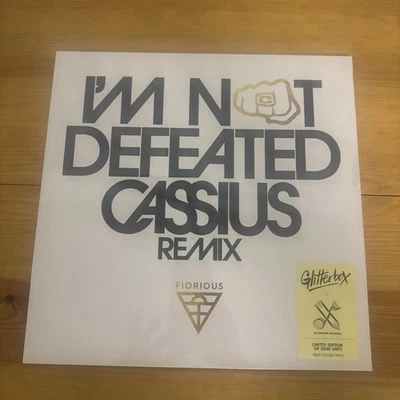 I'M NOT
DEFEATED
CASSIUS
REMIX
FIORIOUS
Glitterbox
LIMITED EDITION
OF 2000 UNITS